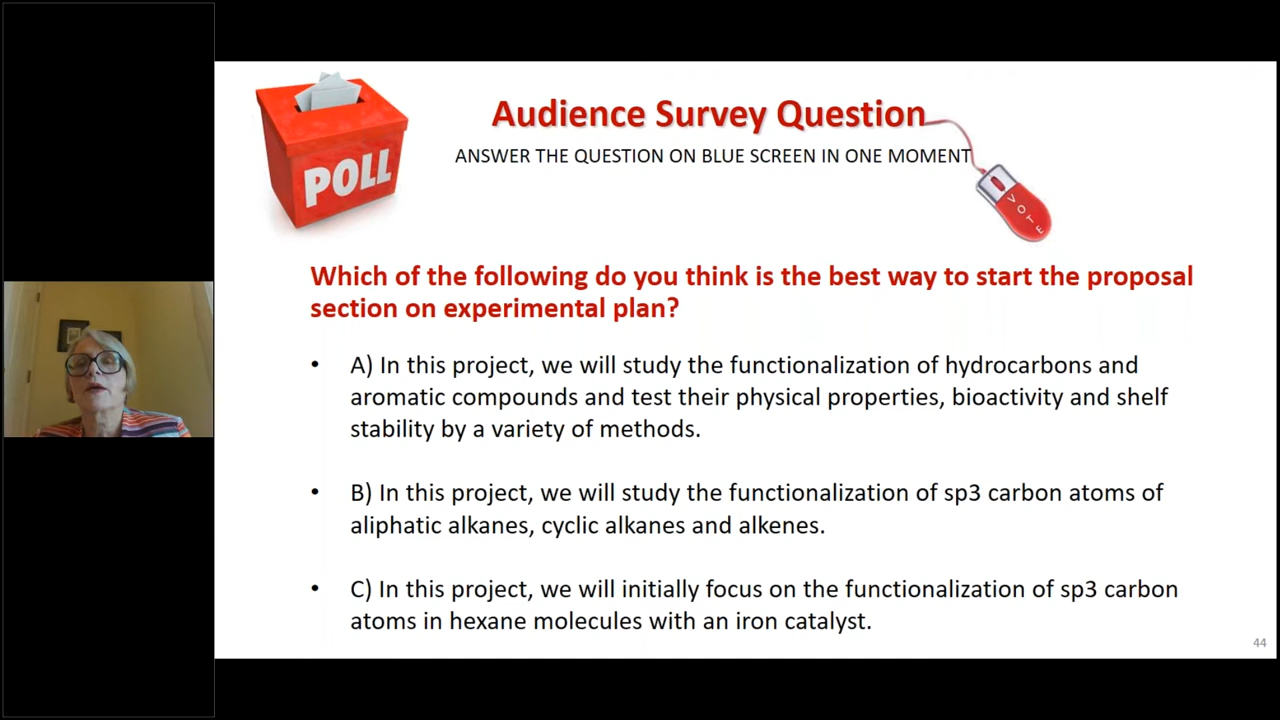 POLL
Audience Survey Question
ANSWER THE QUESTION ON BLUE SCREEN IN ONE MOMENT
VOTE
Which of the following do you think is the best way to start the proposal
section on experimental plan?
• A) In this project, we will study the functionalization of hydrocarbons and
aromatic compounds and test their physical properties, bioactivity and shelf
stability by a variety of methods.
• B) In this project, we will study the functionalization of sp3 carbon atoms of
aliphatic alkanes, cyclic alkanes and alkenes.
• C) In this project, we will initially focus on the functionalization of sp3 carbon
atoms in hexane molecules with an iron catalyst.
44